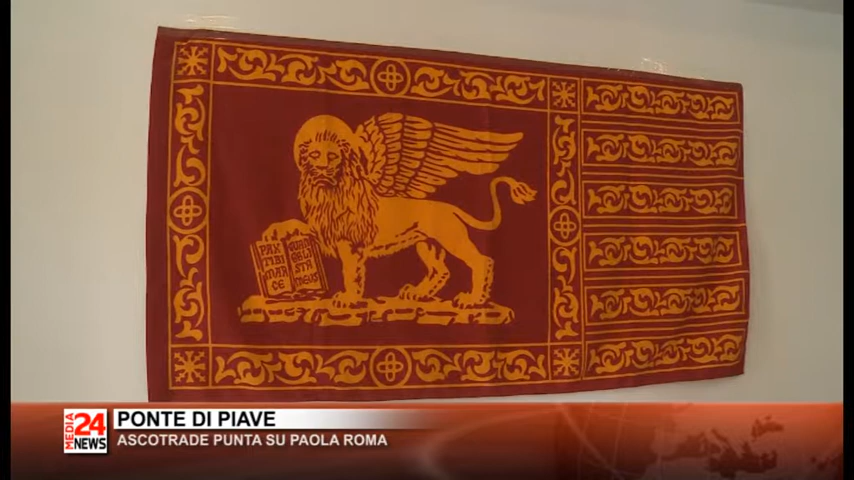 PAX
TIBI
MAR
CE
EVAN
GELI
STA
MEUS
MEDIA
24
NEWS
PONTE DI PIAVE
ASCOTRADE PUNTA SU PAOLA ROMA